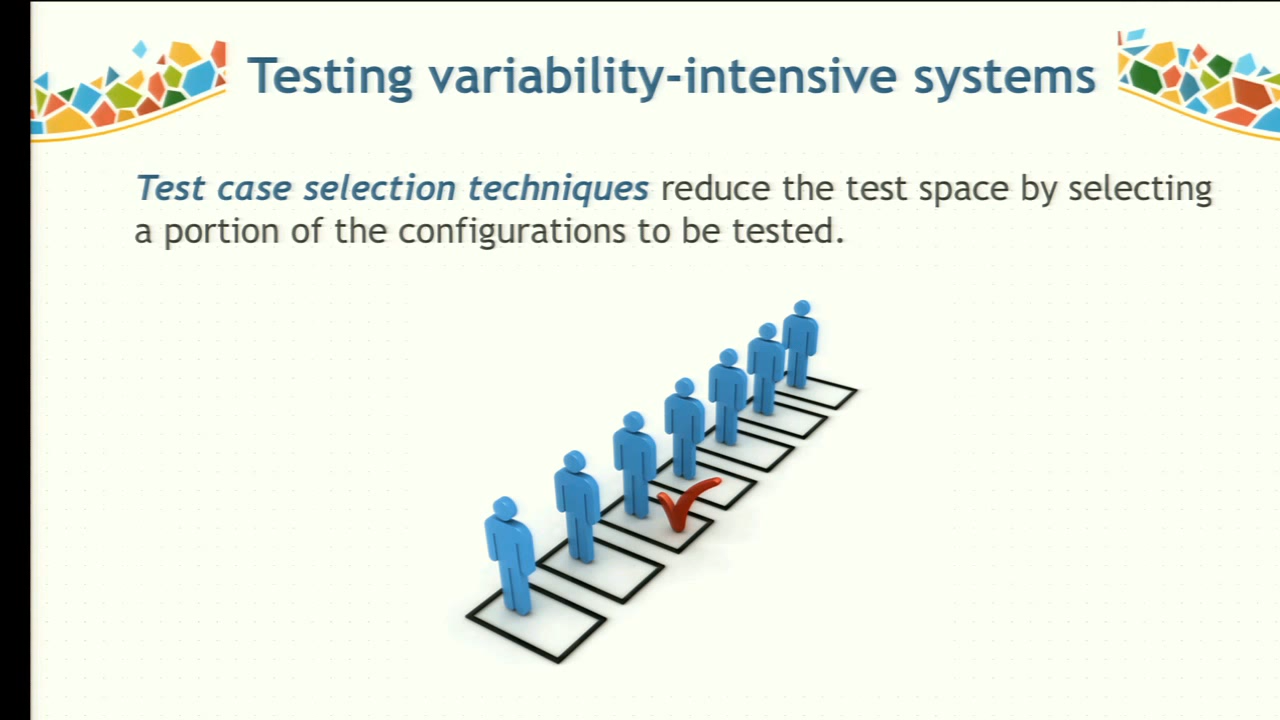 Testing variability-intensive systems
Test case selection techniques reduce the test space by selecting
a portion of the configurations to be tested.